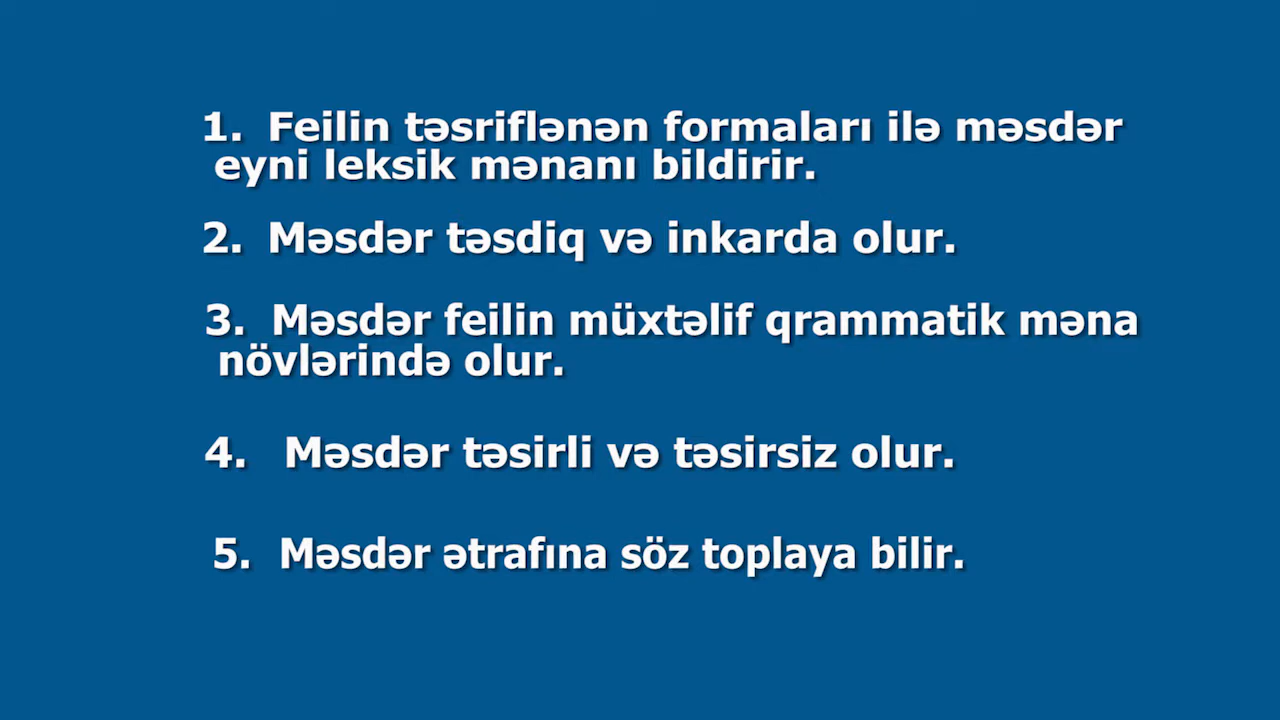 1. Feilin təsriflənən formaları ilə məsdər
eyni leksik mənanı bildirir.
2. Məsdər təsdiq və inkarda olur.
3. Məsdər feilin müxtəlif qrammatik məna
növlərində olur.
4. Məsdər təsirli və təsirsiz olur.
5. Məsdər ətrafına söz toplaya bilir.